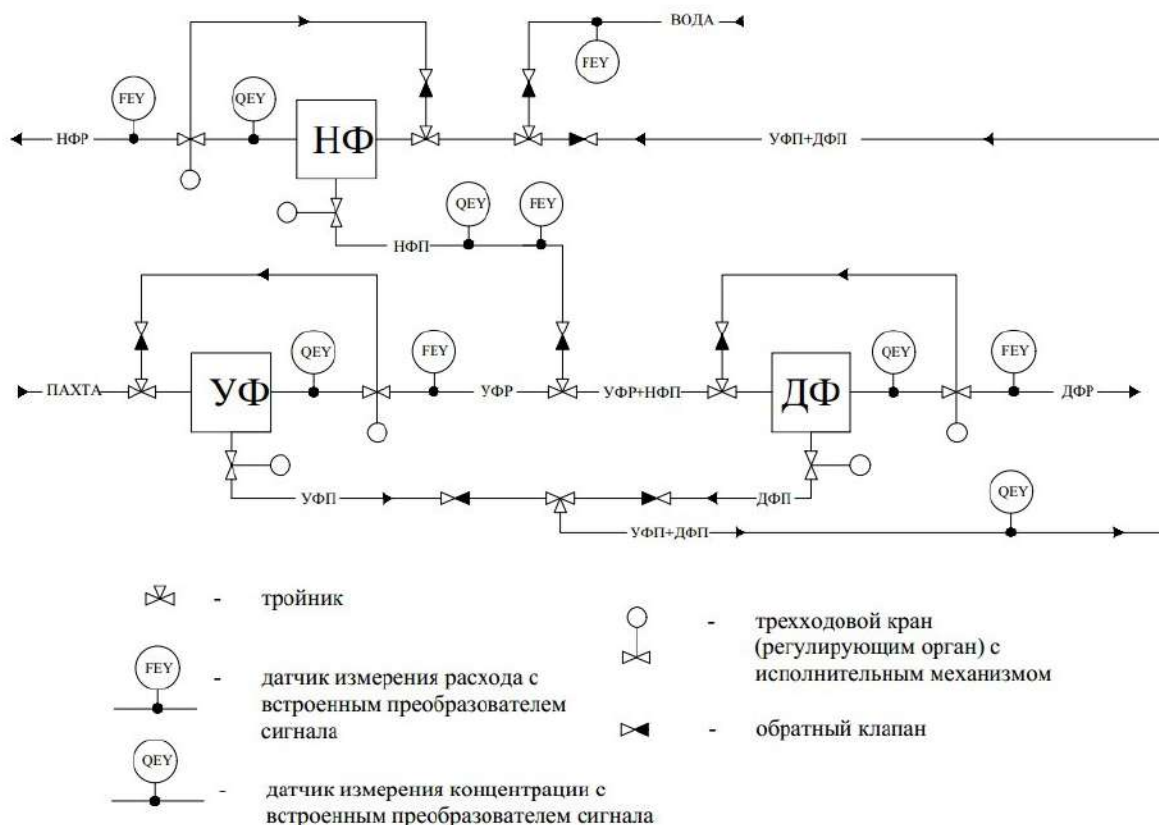 ВОДА
FEY
FEY
QEY
НФР
НФ
УФП+ДФП
QEY
FEY
НФП
QEY
FEY
QEY
FEY
ПАХТА
УФ
УФР
УФР+НФП
ДФ
ДФР
УФП
ДФП
QEY
УФП+ДФП
- тройник
FEY
- датчик измерения расхода с
встроенным преобразователем
сигнала
QEY
- датчик измерения концентрации с
встроенным преобразователем сигнала
- трехходовой кран
(регулирующим орган) с
исполнительным механизмом
- обратный клапан